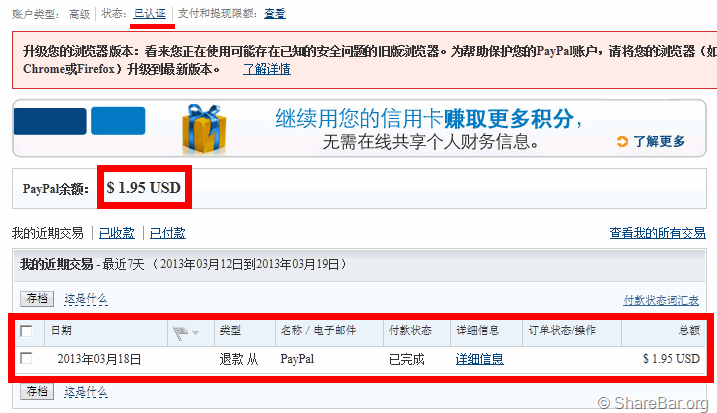 账户类型: 高级 | 状态: 已认证 | 支付和提现限额: 查看
升级您的浏览器版本：看来您正在使用可能存在已知的安全问题的旧版浏览器。为帮助保护您的PayPal账户，请将您的浏览器（如
Chrome或Firefox）升到最新版本。 了解详情
继续用您的信用卡赚取更多积分，
无需在线共享个人财务信息。 了解更多
PayPal余额: $ 1.95 USD
我的近期交易 | 已收款 | 已付款 查看我的所有交易
我的近期交易 - 最近7天 （2013年03月12日到2013年03月19日）
存档 这是什么 付款状态词汇表
日期 类型 名称 / 电子邮件 付款状态 详细信息 订单状态/操作 总额
2013年03月18日 退款 从 PayPal 已完成 详细信息 $ 1.95 USD
存档 这是什么
© ShareBar.org